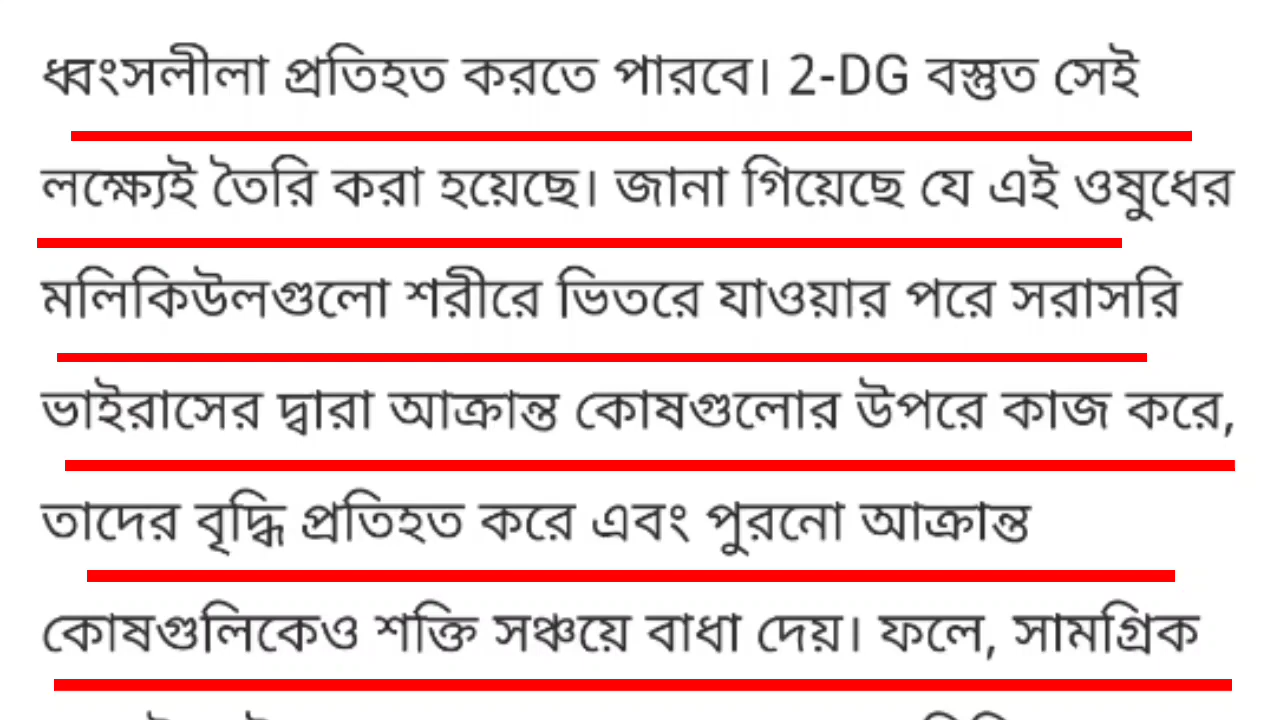 ধ্বংসলীলা প্রতিহত করতে পারবে। 2-DG বস্তুত সেই
লক্ষ্যেই তৈরি করা হয়েছে। জানা গিয়েছে যে এই ওষুধের
মলিকিউলগুলো শরীরে ভিতরে যাওয়ার পরে সরাসরি
ভাইরাসের দ্বারা আক্রান্ত কোষগুলোর উপরে কাজ করে,
তাদের বৃদ্ধি প্রতিহত করে এবং পুরনো আক্রান্ত
কোষগুলিকেও শক্তি সঞ্চয়ে বাধা দেয়। ফলে, সামগ্রিক